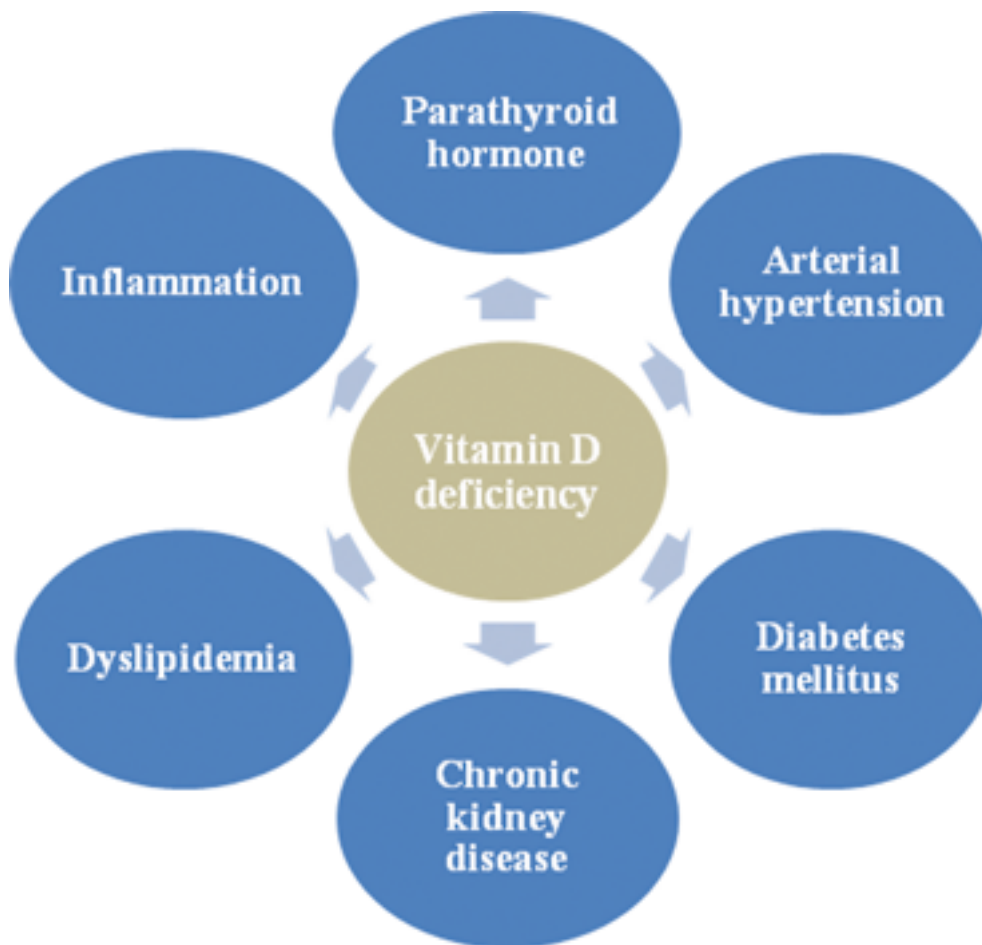 Parathyroid
hormone
Arterial
hypertension
Inflammation
Vitamin D
deficiency
Diabetes
mellitus
Dyslipidemia
Chronic
kidney
disease